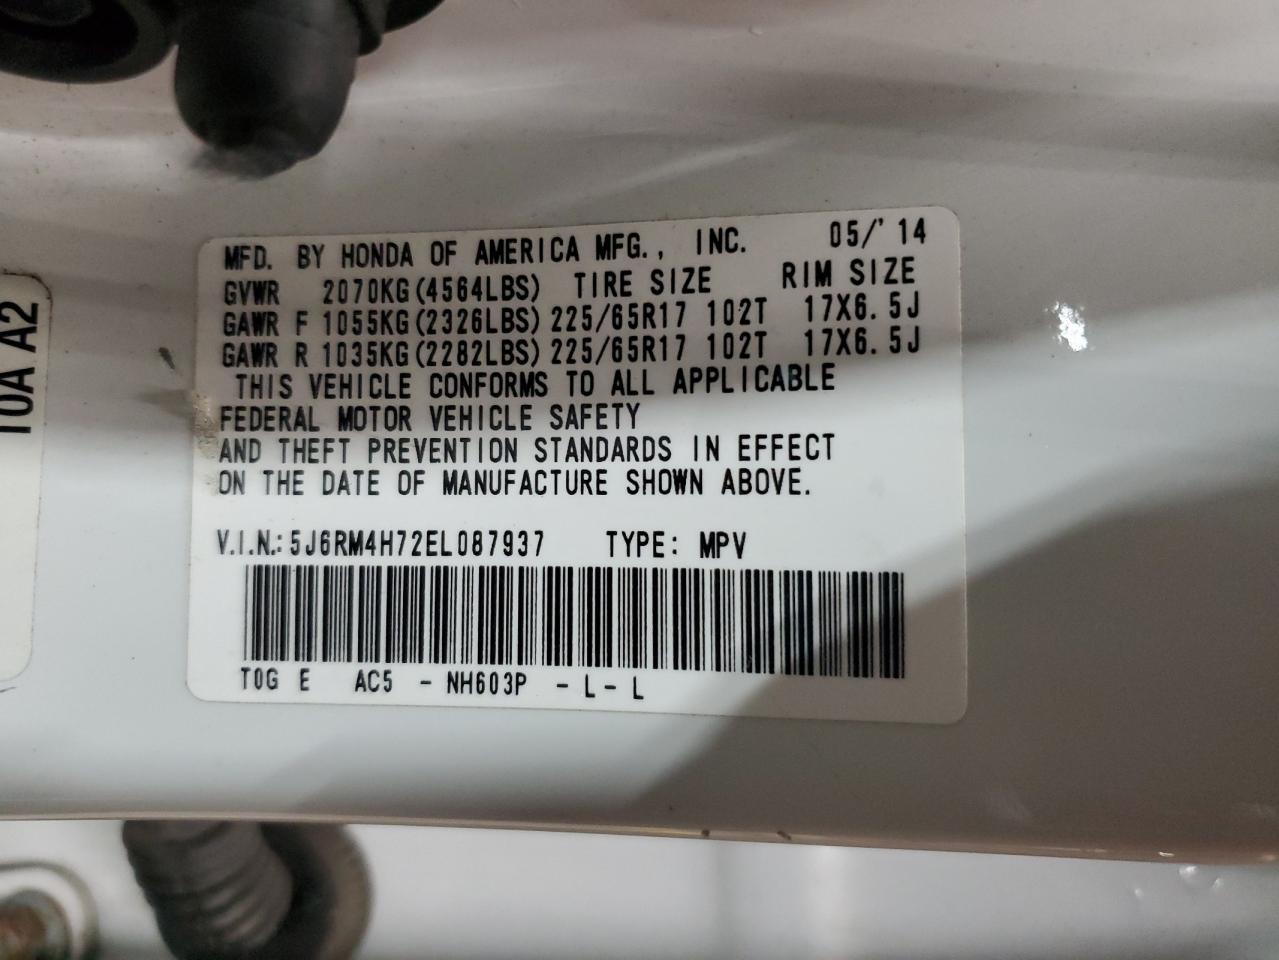 MFD. BY HONDA OF AMERICA MFG., INC. 05/'14
GVWR 2070KG(4564LBS) TIRE SIZE RIM SIZE
GAWR F 1055KG(2326LBS) 225/65R17 102T 17X6.5J
GAWR R 1035KG(2282LBS) 225/65R17 102T 17X6.5J
THIS VEHICLE CONFORMS TO ALL APPLICABLE
FEDERAL MOTOR VEHICLE SAFETY
AND THEFT PREVENTION STANDARDS IN EFFECT
ON THE DATE OF MANUFACTURE SHOWN ABOVE.
V.I.N.: 5J6RM4H72EL087937 TYPE: MPV
T0G E AC5 - NH603P - L - L
10A A2